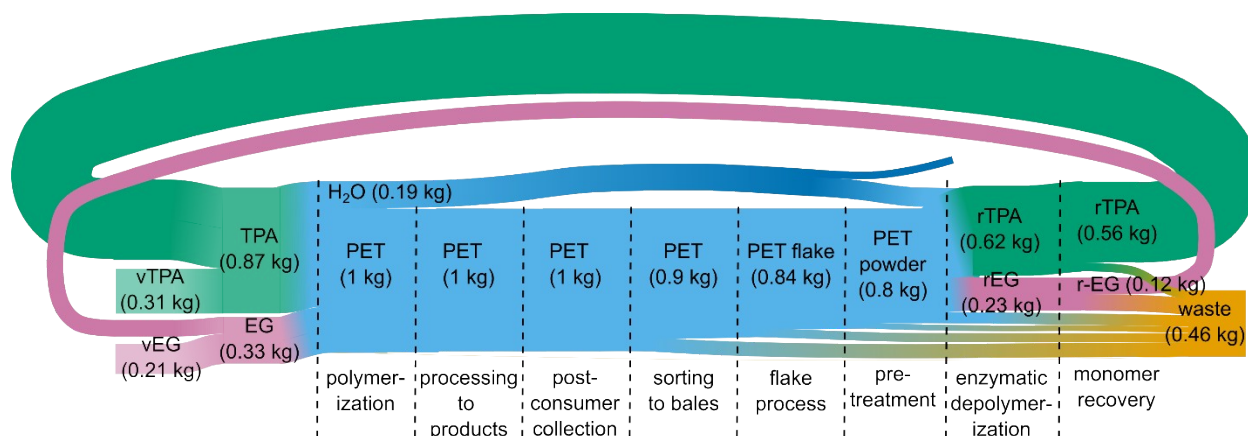 H₂O (0.19 kg)
TPA
(0.87 kg)
vTPA
(0.31 kg)
EG
(0.33 kg)
vEG
(0.21 kg)
PET
(1 kg)
PET
(1 kg)
PET
(1 kg)
PET
(0.9 kg)
PET flake
(0.84 kg)
PET
powder
(0.8 kg)
rTPA
(0.62 kg)
rTPA
(0.56 kg)
rEG
(0.23 kg)
r-EG (0.12 kg)
waste
(0.46 kg)
polymer-
ization
processing
to
products
post-
consumer
collection
sorting
to bales
flake
process
pre-
treatment
enzymatic
depolymer-
ization
monomer
recovery